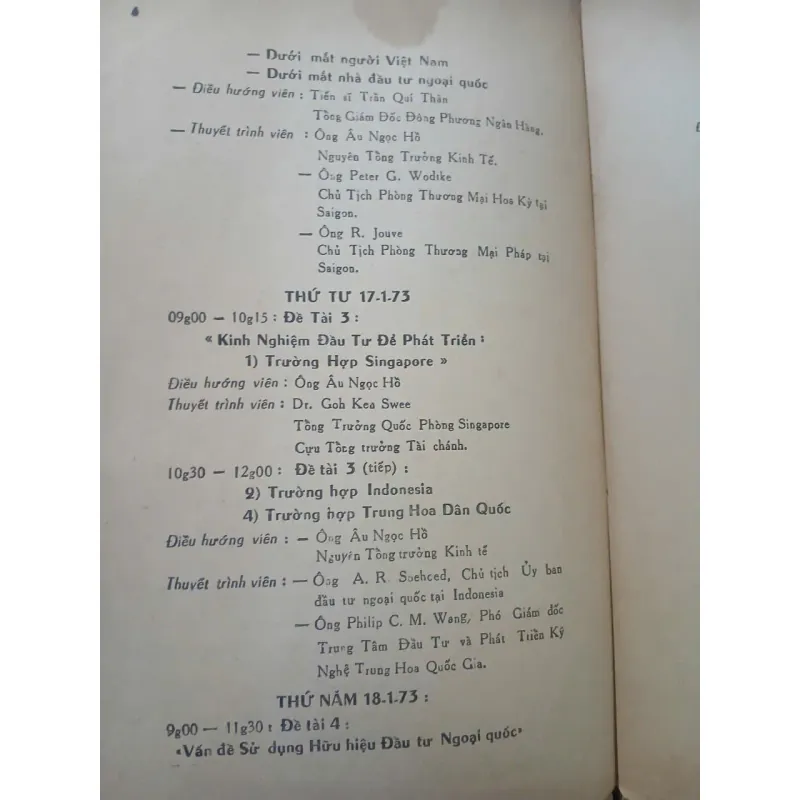 6
— Dưới mắt người Việt Nam
— Dưới mắt nhà đầu tư ngoại quốc
— Điều hướng viên : Tiến sĩ Trần Quí Thân
Tổng Giám Đốc Đông Phương Ngân Hàng.
— Thuyết trình viên : Ông Âu Ngọc Hồ
Nguyên Tổng Trưởng Kinh Tế.
— Ông Peter G. Wodtke
Chủ Tịch Phòng Thương Mại Hoa Kỳ tại
Saigon.
— Ông R. Jouve
Chủ Tịch Phòng Thương Mại Pháp tại
Saigon.
THỨ TƯ 17-1-73
09g00 — 10g15 : Đề Tài 3 :
« Kinh Nghiệm Đầu Tư Để Phát Triển :
1) Trường Hợp Singapore »
Điều hướng viên : Ông Âu Ngọc Hồ
Thuyết trình viên : Dr. Goh Kea Swee
Tổng Trưởng Quốc Phòng Singapore
Cựu Tổng trưởng Tài chánh.
10g30 — 12g00 : Đề tài 3 (tiếp) :
2) Trường hợp Indonesia
4) Trường hợp Trung Hoa Dân Quốc
Điều hướng viên : — Ông Âu Ngọc Hồ
Nguyên Tổng trưởng Kinh tế
Thuyết trình viên : — Ông A. R. Soehced, Chủ tịch Ủy ban
đầu tư ngoại quốc tại Indonesia
— Ông Philip C. M. Wang, Phó Giám đốc
Trung Tâm Đầu Tư và Phát Triển Kỹ
Nghệ Trung Hoa Quốc Gia.
THỨ NĂM 18-1-73 :
9g00 — 11g30 : Đề tài 4 :
«Vấn đề Sử dụng Hữu hiệu Đầu tư Ngoại quốc»